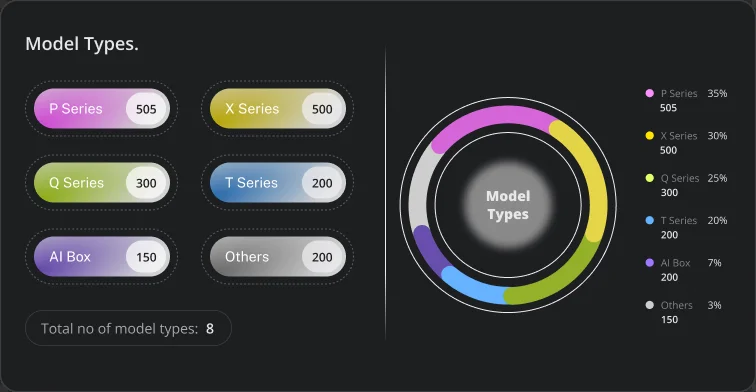 Model Types.
P Series 505
X Series 500
Q Series 300
T Series 200
AI Box 150
Others 200
Total no of model types: 8
Model
Types
P Series 35%
505
X Series 30%
500
Q Series 25%
300
T Series 20%
200
AI Box 7%
200
Others 3%
150